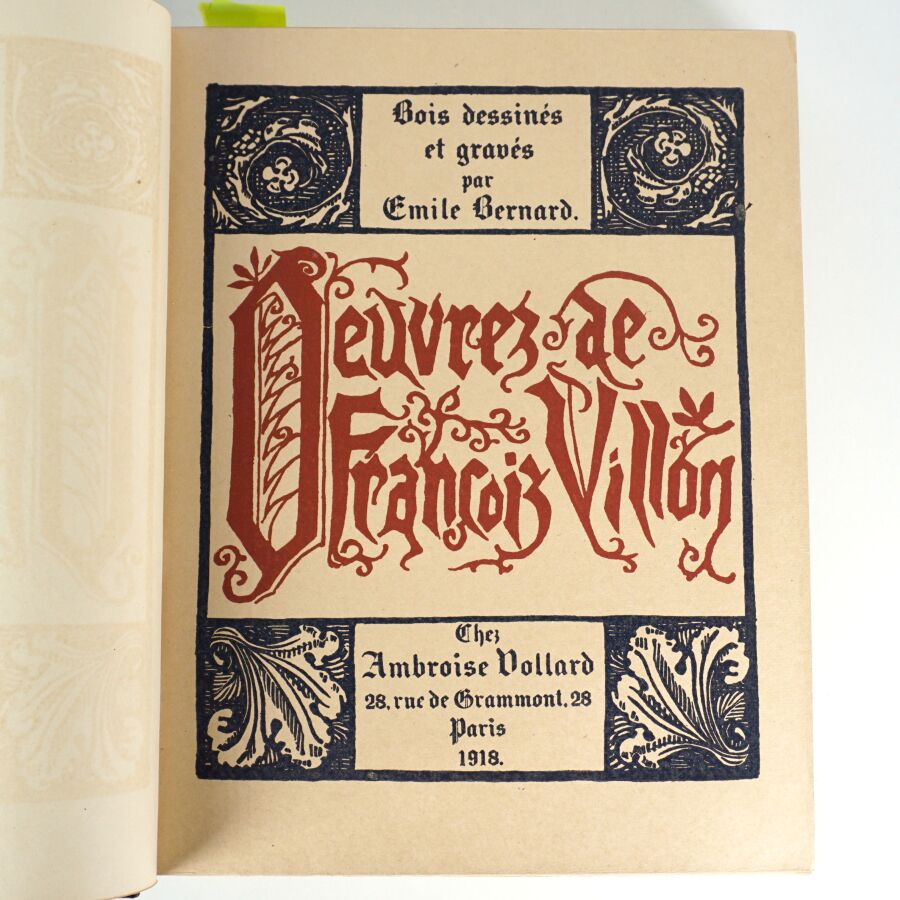 Bois dessinés
et gravés
par
Emile Bernard.
Oeuvrez de
Françoiz Villon
Chez
Ambroise Vollard
28, rue de Grammont, 28
Paris
1918.